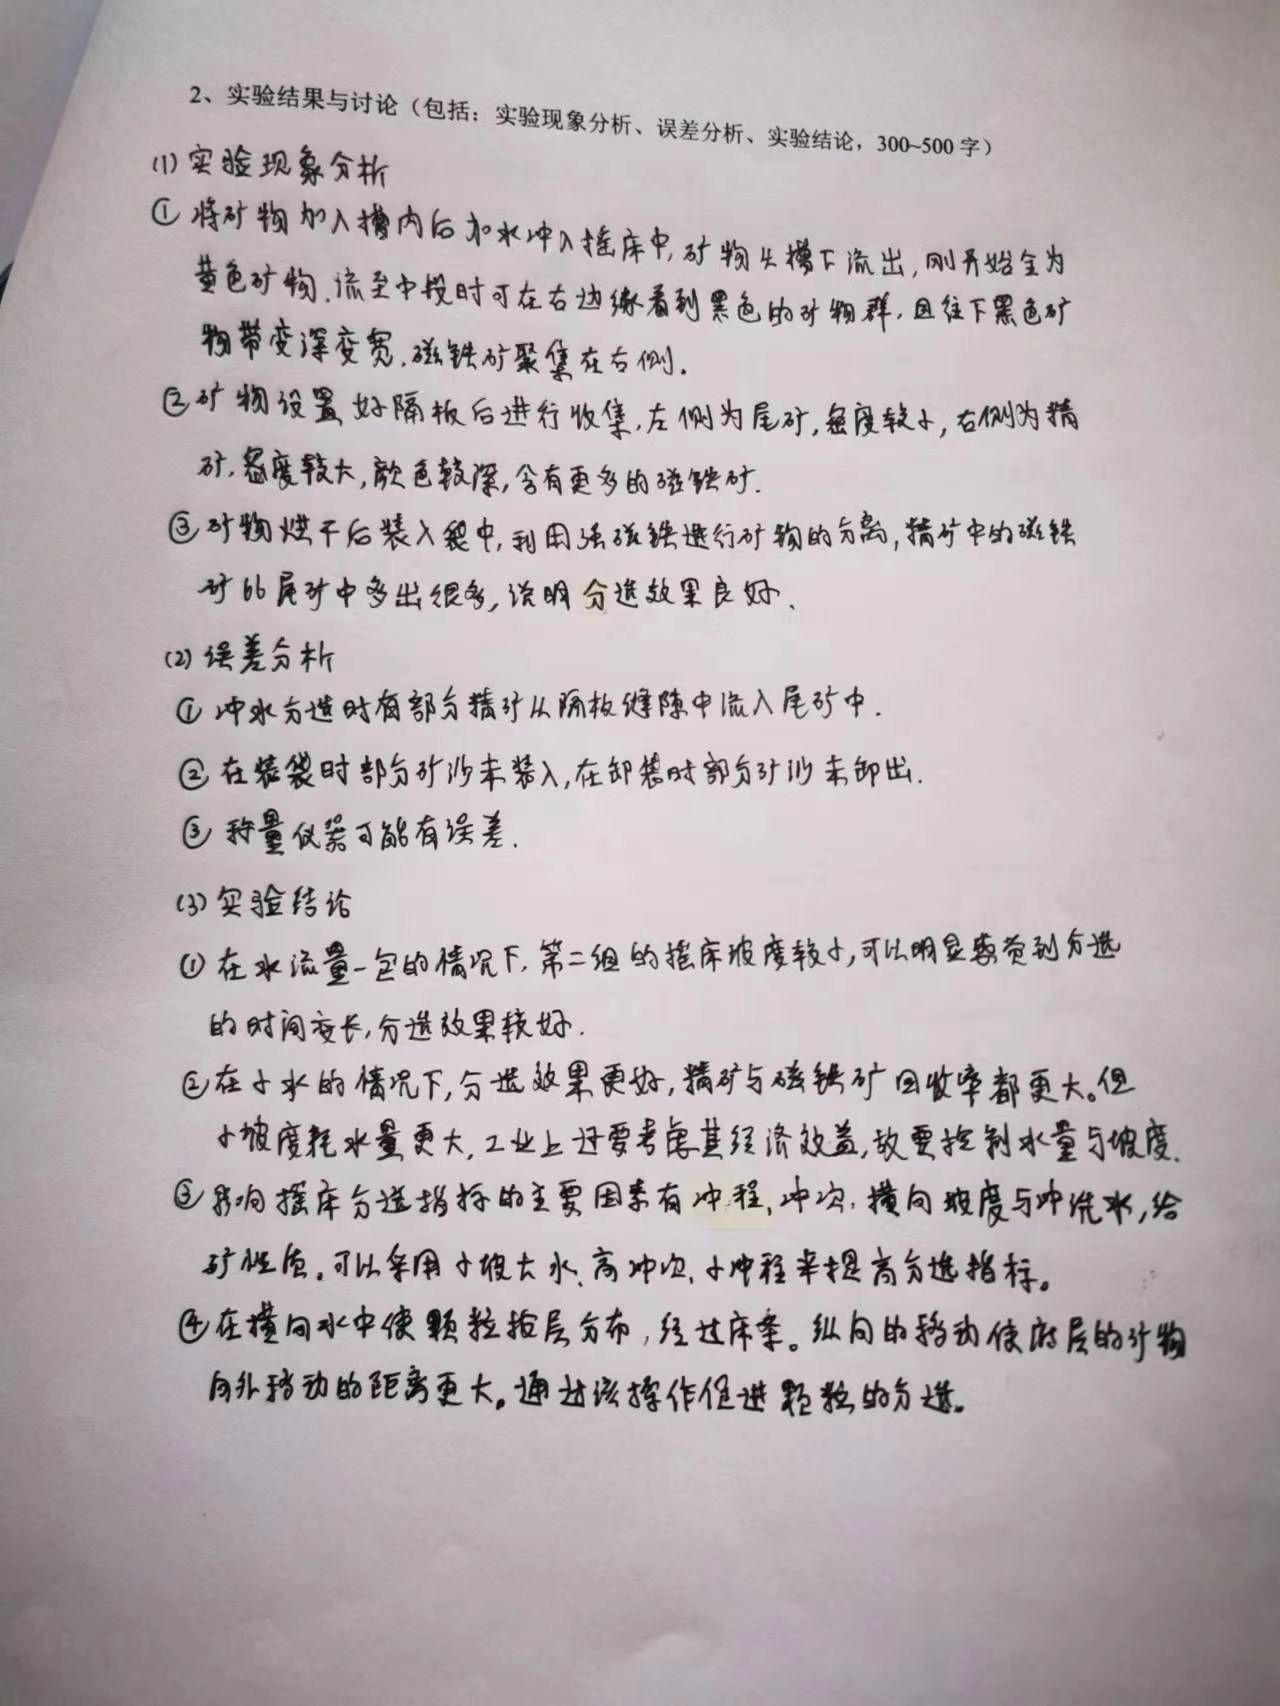 2、实验结果与讨论（包括：实验现象分析、误差分析、实验结论，300~500 字）
(1) 实验现象分析
① 将矿物加入槽内后加水冲入摇床中,矿物从槽下流出,刚开始全为
黄色矿物.流至中段时可在右边缘看到黑色的矿物群.且往下黑色矿
物带变深变宽.磁铁矿聚集在右侧.
② 矿物设置好隔板后进行收集.左侧为尾矿,密度较小,右侧为精
矿.密度较大,颜色较深,含有更多的磁铁矿.
③ 矿物烘干后装入袋中,利用强磁铁进行矿物的分离,精矿中的磁铁
矿比尾矿中多出很多,说明分选效果良好.
(2) 误差分析
① 冲水分选时有部分精矿从隔板缝隙中流入尾矿中.
② 在装袋时部分矿沙未装入,在卸袋时部分矿沙未卸出.
③ 称量仪器可能有误差.
(3) 实验结论
① 在水流量一定的情况下.第二组的摇床坡度较小,可以明显感觉到分选
的时间变长,分选效果较好.
② 在小水的情况下,分选效果更好,精矿与磁铁矿回收率都更大。但
小坡度耗水量更大,工业上还要考虑其经济效益,故要控制水量与坡度.
③ 影响摇床分选指标的主要因素有冲程,冲次.横向坡度与冲洗水,给
矿性质。可以采用小坡大水、高冲次、小冲程来提高分选指标。
④ 在横向水中使颗粒按层分布,经过床条。纵向的移动使底层的矿物
向外移动的距离更大。通过该操作促进颗粒的分选。